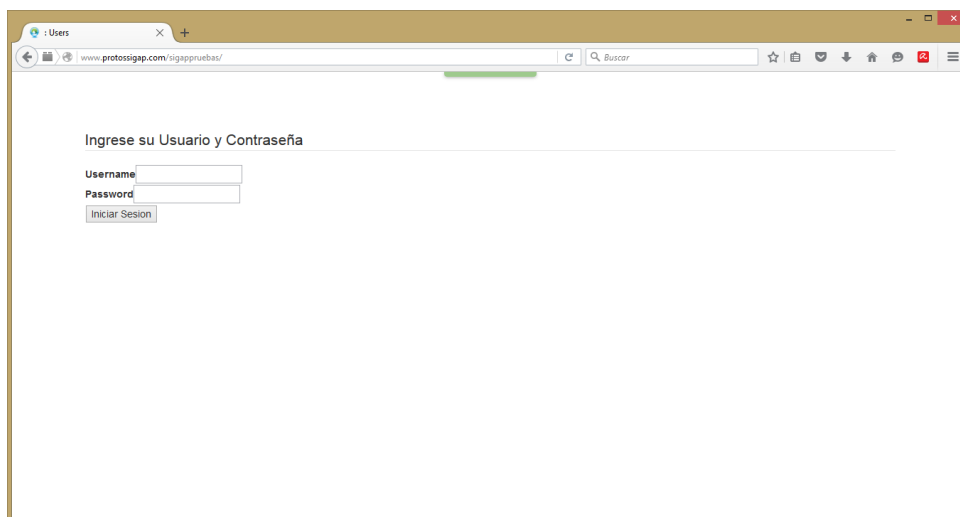 : Users
www.protossigap.com/sigappruebas/
Buscar
Ingrese su Usuario y Contraseña
Username
Password
Iniciar Sesion